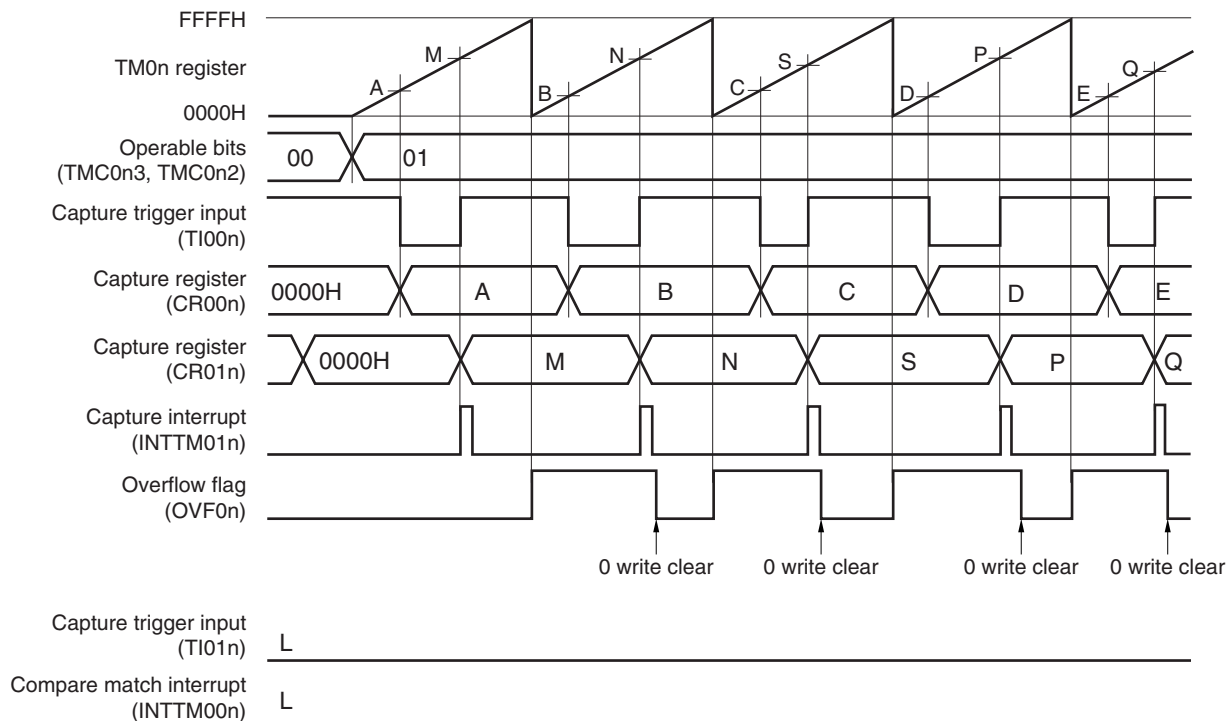 FFFFH
TM0n register
0000H
M
A
N
B
S
C
P
D
Q
E
Operable bits
(TMC0n3, TMC0n2)
00
01
Capture trigger input
(TI00n)
Capture register
(CR00n)
0000H
A
B
C
D
E
Capture register
(CR01n)
0000H
M
N
S
P
Q
Capture interrupt
(INTTM01n)
Overflow flag
(OVF0n)
0 write clear
0 write clear
0 write clear
0 write clear
Capture trigger input
(TI01n)
L
Compare match interrupt
(INTTM00n)
L